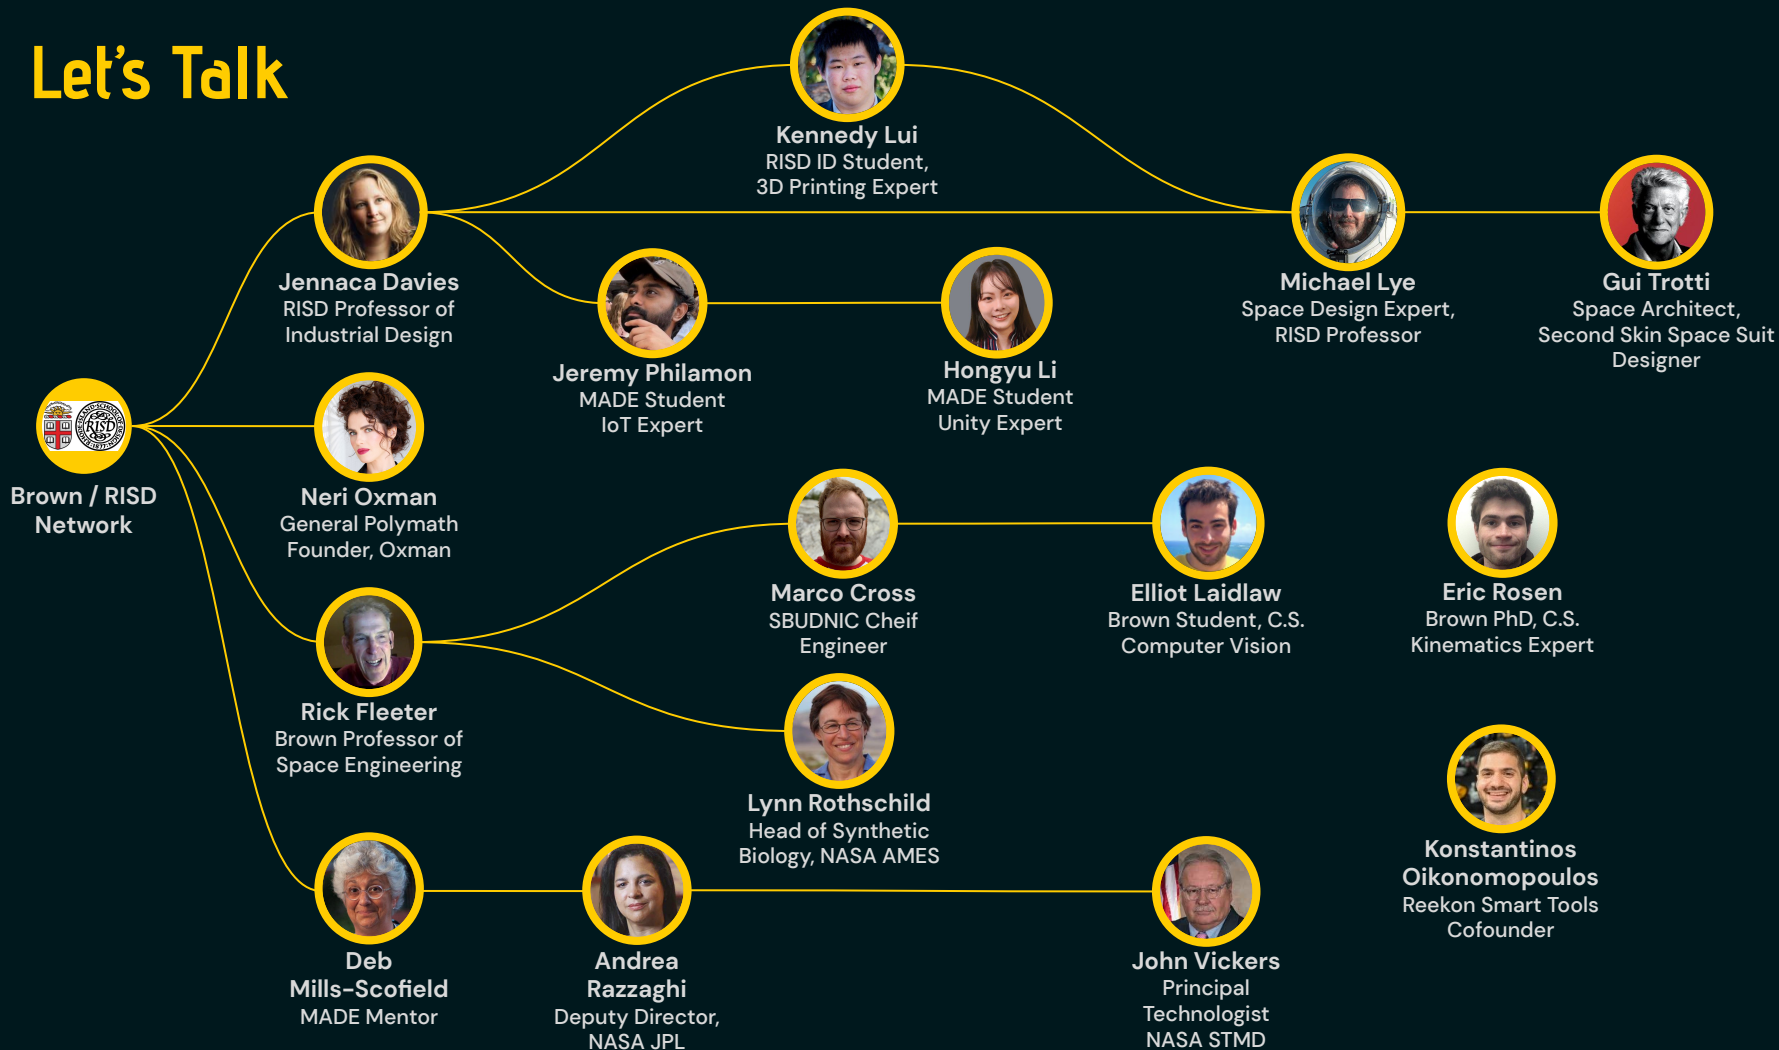 Let's Talk
Kennedy Lui
RISD ID Student,
3D Printing Expert
Jennaca Davies
RISD Professor of
Industrial Design
Michael Lye
Space Design Expert,
RISD Professor
Gui Trotti
Space Architect,
Second Skin Space Suit
Designer
Jeremy Philamon
MADE Student
IoT Expert
Hongyu Li
MADE Student
Unity Expert
RISD
Brown / RISD
Network
Neri Oxman
General Polymath
Founder, Oxman
Marco Cross
SBUDNIC Cheif
Engineer
Elliot Laidlaw
Brown Student, C.S.
Computer Vision
Eric Rosen
Brown PhD, C.S.
Kinematics Expert
Rick Fleeter
Brown Professor of
Space Engineering
Lynn Rothschild
Head of Synthetic
Biology, NASA AMES
Konstantinos
Oikonomopoulos
Reekon Smart Tools
Cofounder
Deb
Mills-Scofield
MADE Mentor
Andrea
Razzaghi
Deputy Director,
NASA JPL
John Vickers
Principal
Technologist
NASA STMD